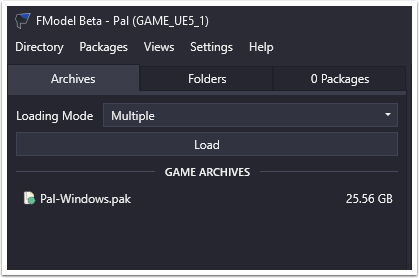 FModel Beta - Pal (GAME_UE5_1)
Directory Packages Views Settings Help
Archives Folders 0 Packages
Loading Mode Multiple
Load
GAME ARCHIVES
Pal-Windows.pak 25.56 GB